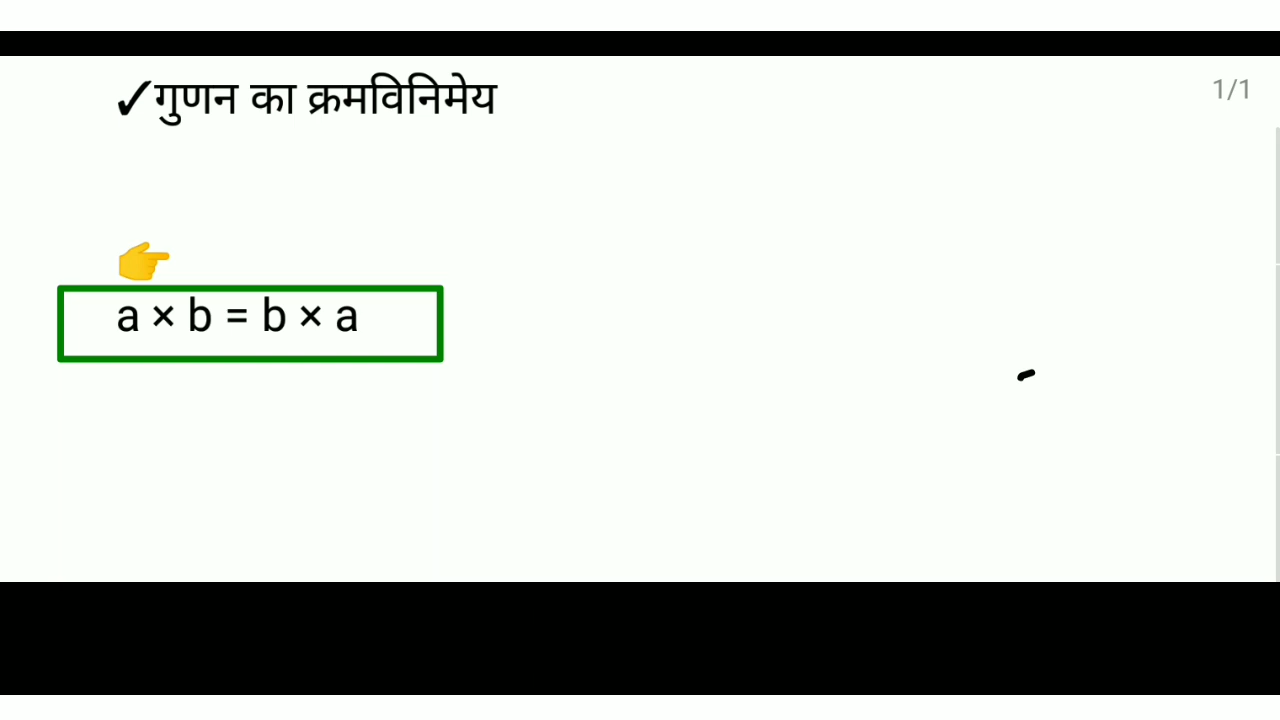 ✓गुणन का क्रमविनिमेय
1/1
👉
a × b = b × a